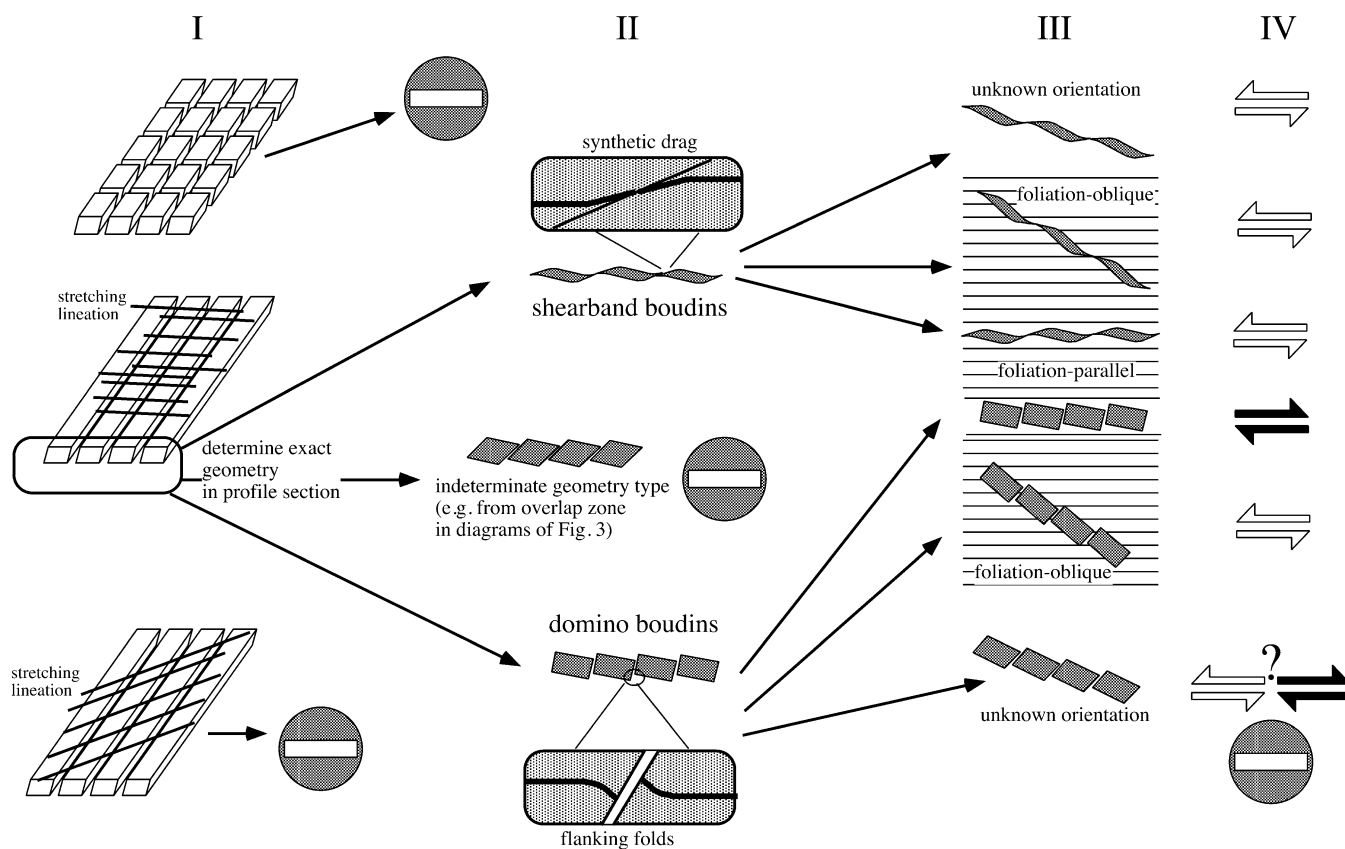 I
II
III
IV
unknown orientation
synthetic drag
foliation-oblique
stretching
lineation
shearband boudins
foliation-parallel
determine exact
geometry
in profile section
indeterminate geometry type
(e.g. from overlap zone
in diagrams of Fig. 3)
foliation-oblique
domino boudins
stretching
lineation
?
unknown orientation
flanking folds